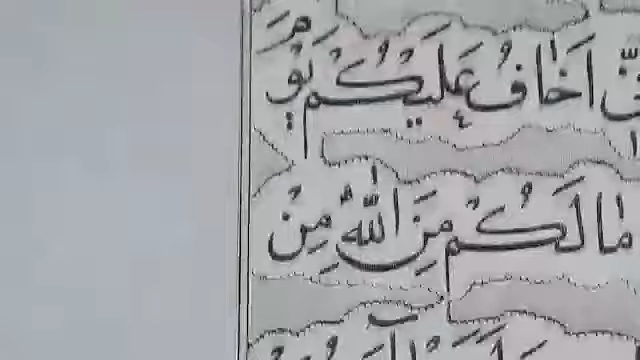 اَخٰافُ عَلَيْكُمْ يَوْمَ
مٰا لَكُمْ مِنَ اللّٰهِ مِنْ